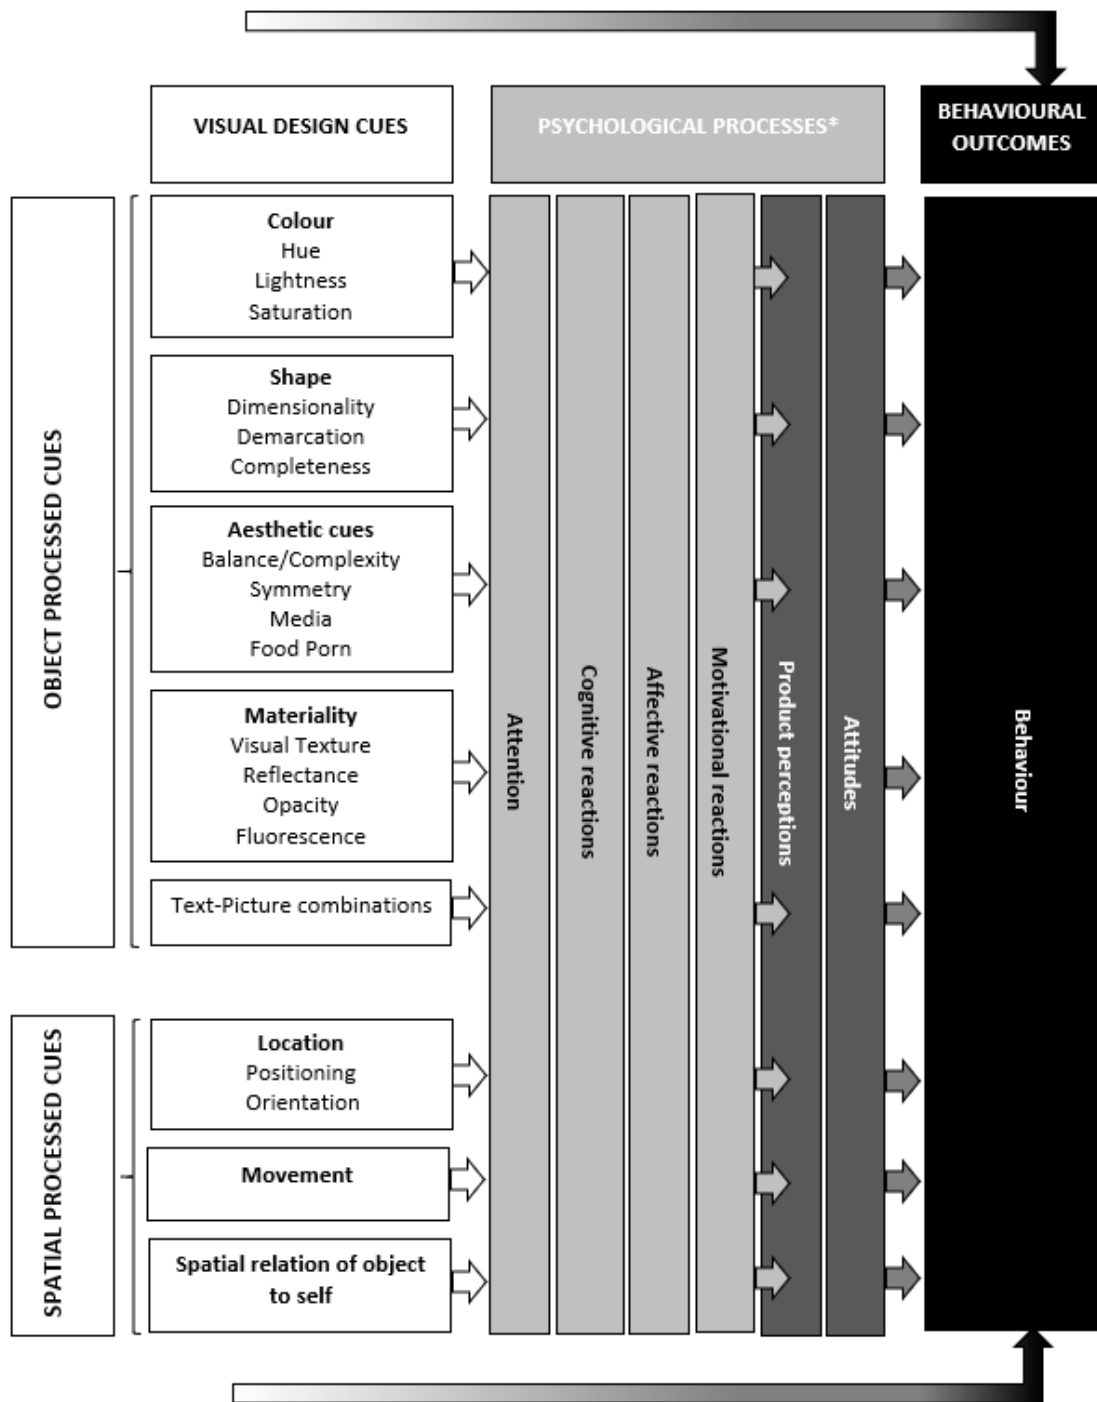 VISUAL DESIGN CUES
PSYCHOLOGICAL PROCESSES*
BEHAVIOURAL
OUTCOMES
OBJECT PROCESSED CUES
Colour
Hue
Lightness
Saturation
Shape
Dimensionality
Demarcation
Completeness
Aesthetic cues
Balance/Complexity
Symmetry
Media
Food Porn
Materiality
Visual Texture
Reflectance
Opacity
Fluorescence
Text-Picture combinations
SPATIAL PROCESSED CUES
Location
Positioning
Orientation
Movement
Spatial relation of object
to self
Attention
Cognitive reactions
Affective reactions
Motivational reactions
Product perceptions
Attitudes
Behaviour